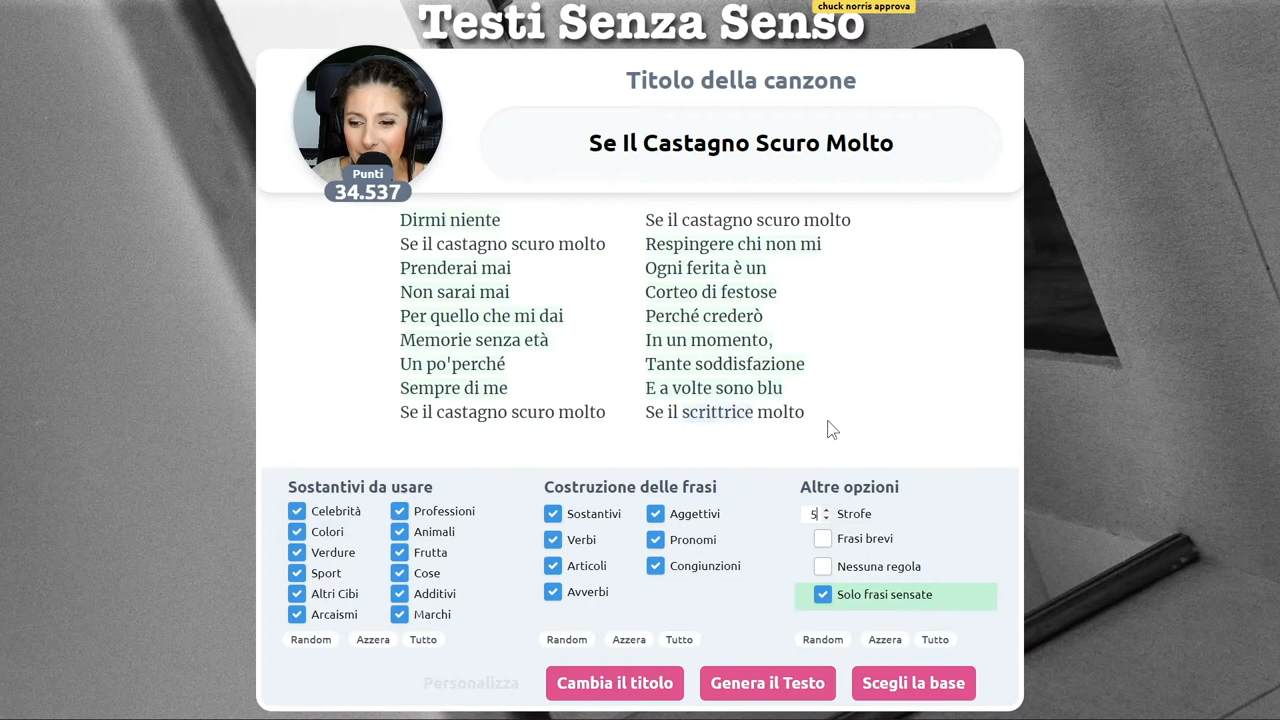 chuck norris approva
Testi Senza Senso
Titolo della canzone
Se Il Castagno Scuro Molto
Punti
34.537
Dirmi niente
Se il castagno scuro molto
Prenderai mai
Non sarai mai
Per quello che mi dai
Memorie senza età
Un po'perché
Sempre di me
Se il castagno scuro molto
Se il castagno scuro molto
Respingere chi non mi
Ogni ferita è un
Corteo di festose
Perché crederò
In un momento,
Tante soddisfazione
E a volte sono blu
Se il scrittrice molto
Sostantivi da usare
Celebrità
Colori
Verdure
Sport
Altri Cibi
Arcaismi
Professioni
Animali
Frutta
Cose
Additivi
Marchi
Random Azzera Tutto
Costruzione delle frasi
Sostantivi
Verbi
Articoli
Avverbi
Aggettivi
Pronomi
Congiunzioni
Random Azzera Tutto
Altre opzioni
5 Strofe
Frasi brevi
Nessuna regola
Solo frasi sensate
Random Azzera Tutto
Personalizza
Cambia il titolo
Genera il Testo
Scegli la base